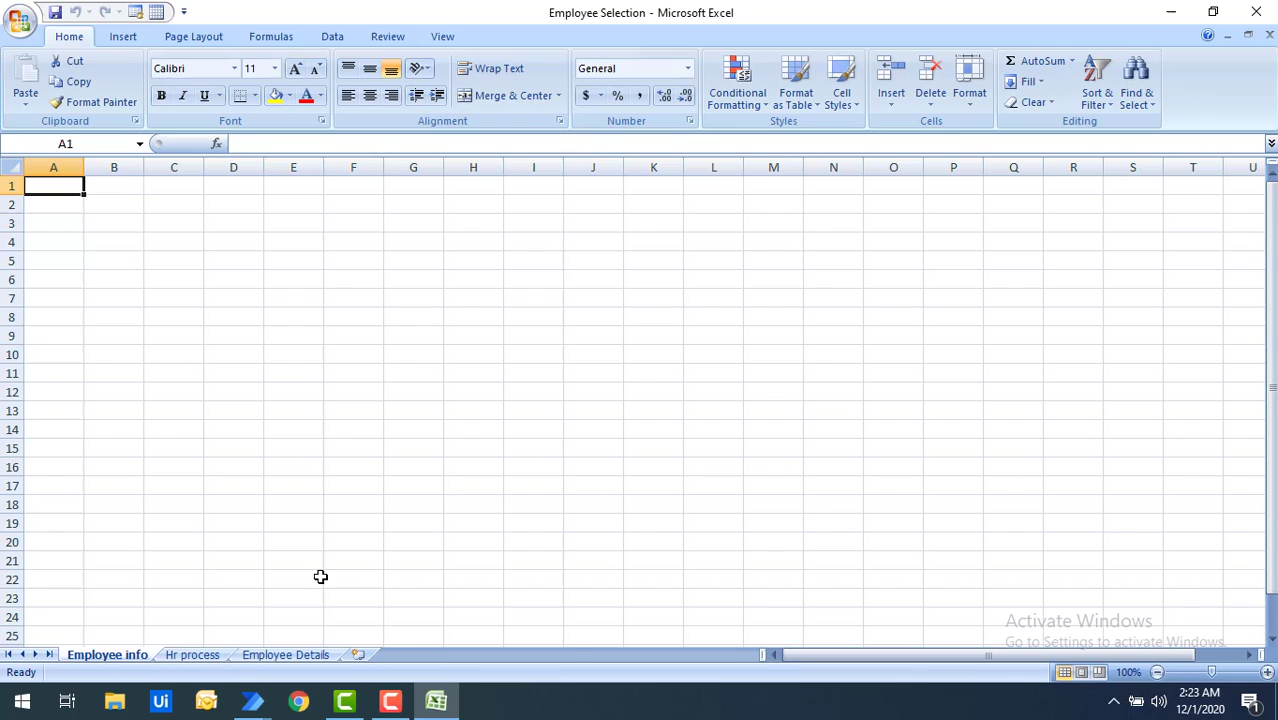 Employee Selection - Microsoft Excel
Home Insert Page Layout Formulas Data Review View
Cut
Copy
Format Painter
Paste
Clipboard
Calibri 11
B I U A
Font
Wrap Text
Merge & Center
Alignment
General
$ % ,
Number
Conditional Formatting
Format as Table
Cell Styles
Styles
Insert Delete Format
Cells
Σ AutoSum
Fill
Clear
Sort & Filter
Find & Select
Editing
A1 fx
A B C D E F G H I J K L M N O P Q R S T U
1
2
3
4
5
6
7
8
9
10
11
12
13
14
15
16
17
18
19
20
21
22
23
24
25
Activate Windows
Go to Settings to activate Windows.
Employee info Hr process Employee Details
Ready 100%
Ui
2:23 AM
12/1/2020
1